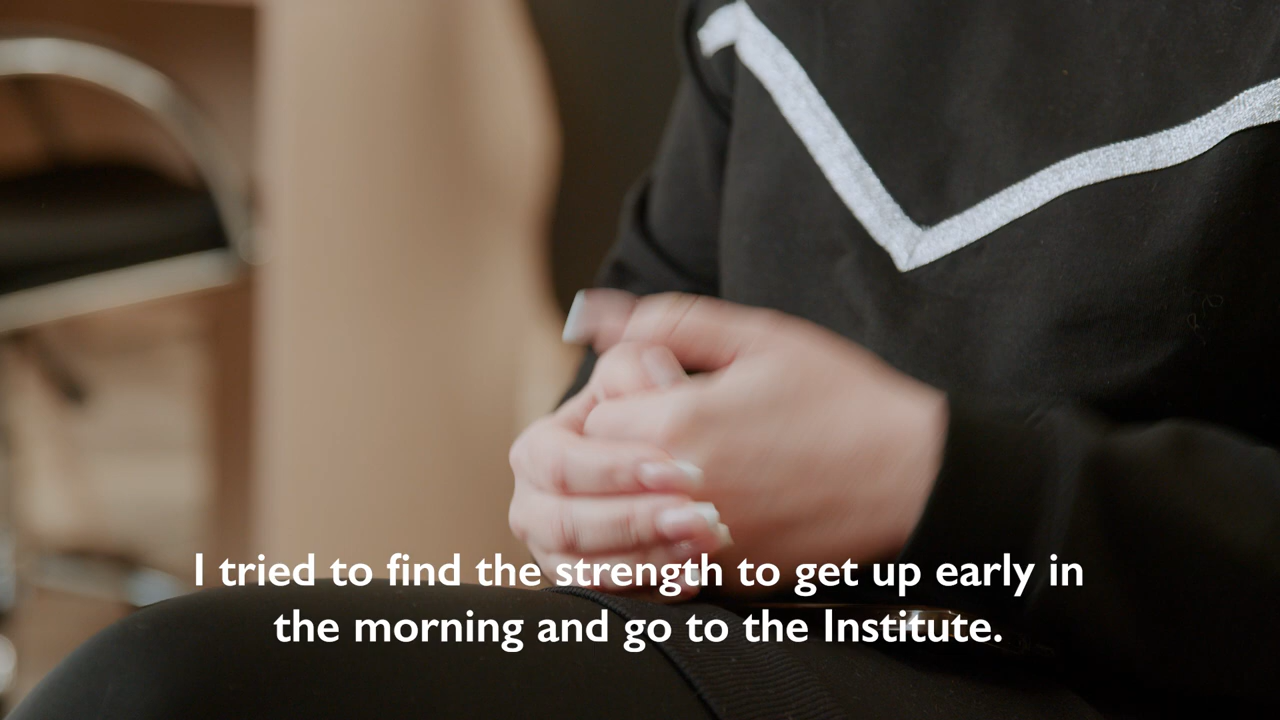 I tried to find the strength to get up early in
the morning and go to the Institute.